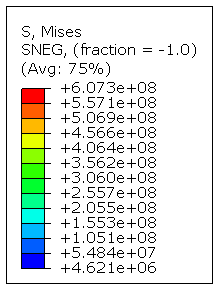 S, Mises
SNEG, (fraction = -1.0)
(Avg: 75%)
+6.073e+08
+5.571e+08
+5.069e+08
+4.566e+08
+4.064e+08
+3.562e+08
+3.060e+08
+2.557e+08
+2.055e+08
+1.553e+08
+1.051e+08
+5.484e+07
+4.621e+06